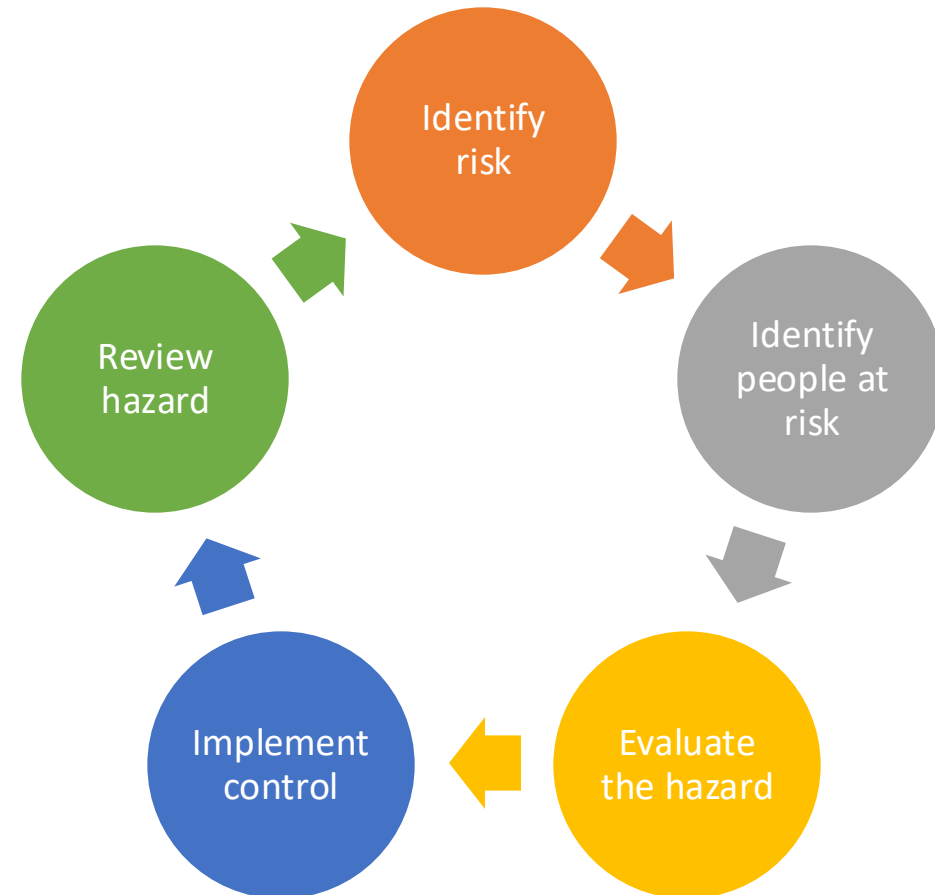 Identify
risk
Identify
people at
risk
Evaluate
the hazard
Implement
control
Review
hazard